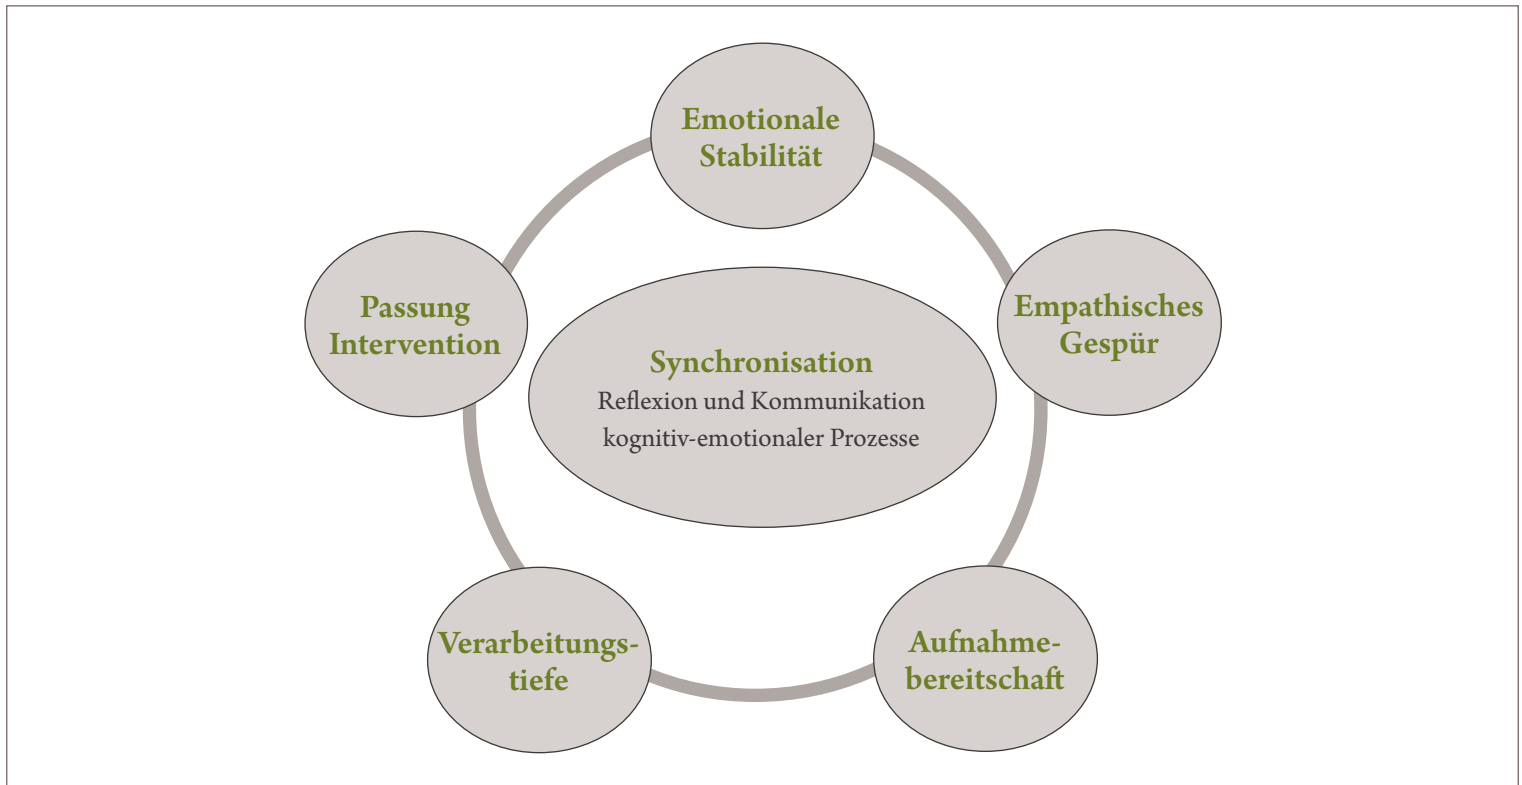 Emotionale
Stabilität
Empathisches
Gespür
Passung
Intervention
Synchronisation
Reflexion und Kommunikation
kognitiv-emotionaler Prozesse
Verarbeitungs-
tiefe
Aufnahme-
bereitschaft